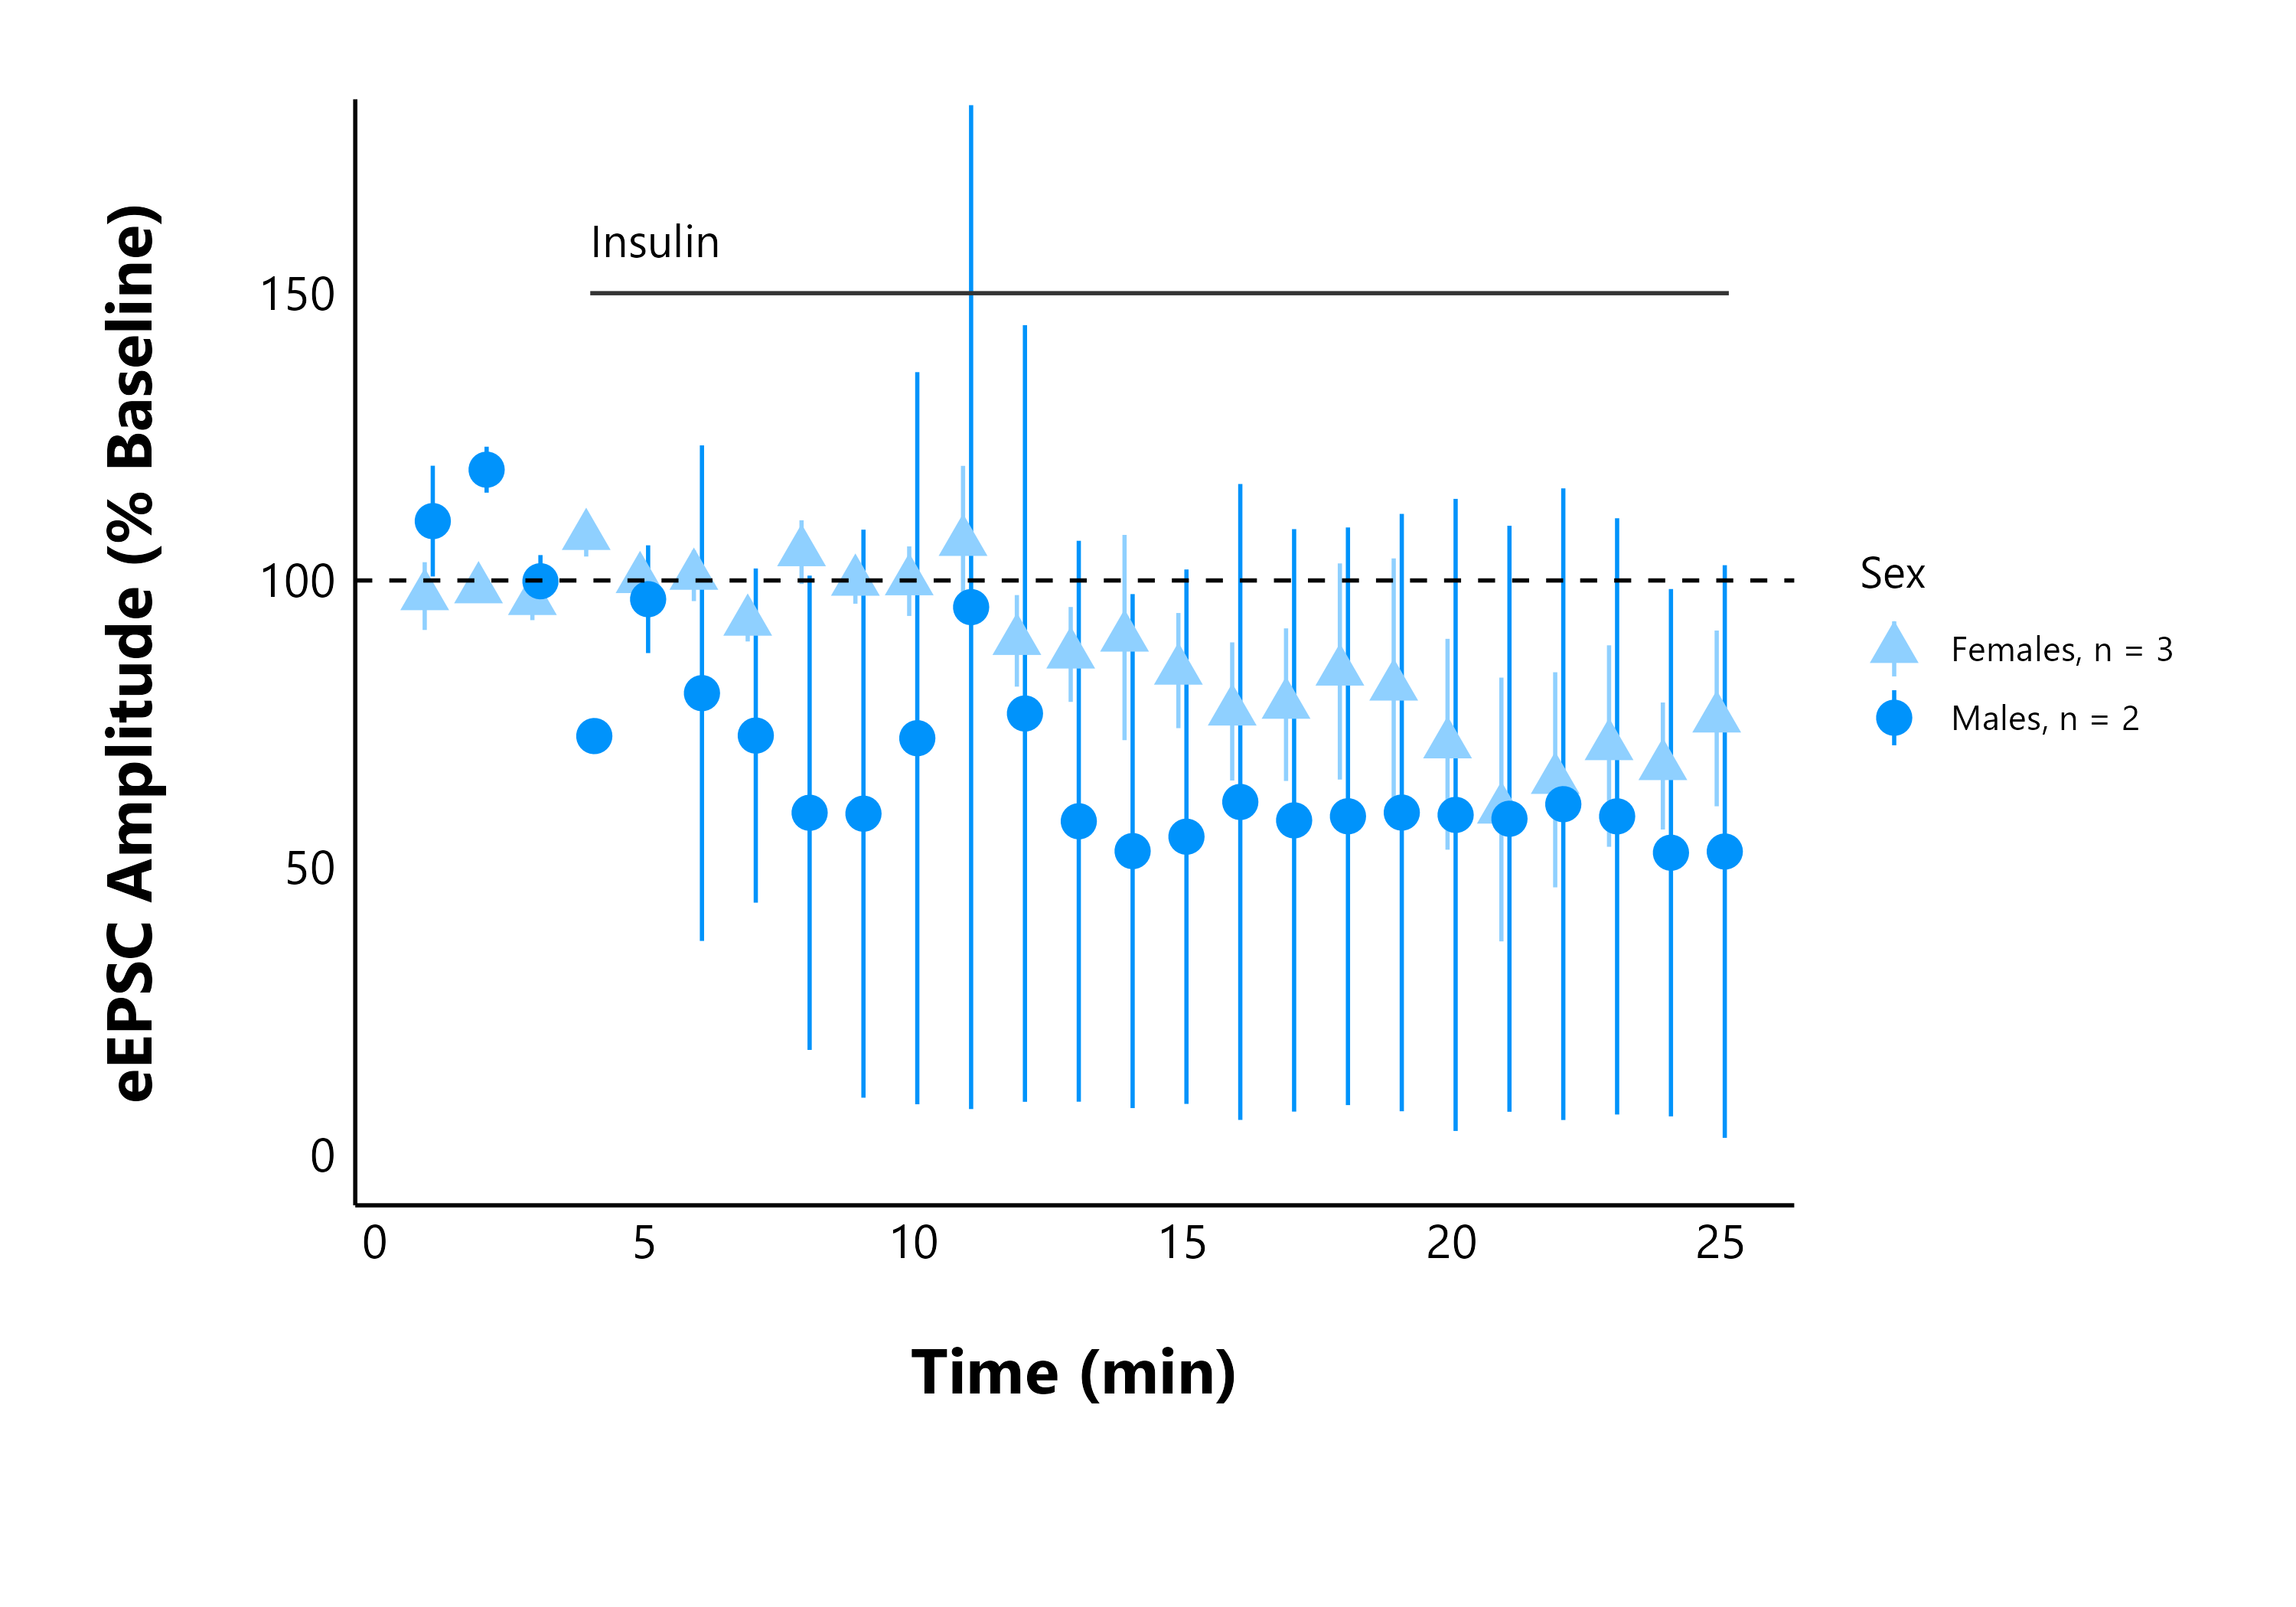 eEPSC Amplitude (% Baseline)
150
100
50
0
Insulin
0 5 10 15 20 25
Time (min)
Sex
Females, n = 3
Males, n = 2